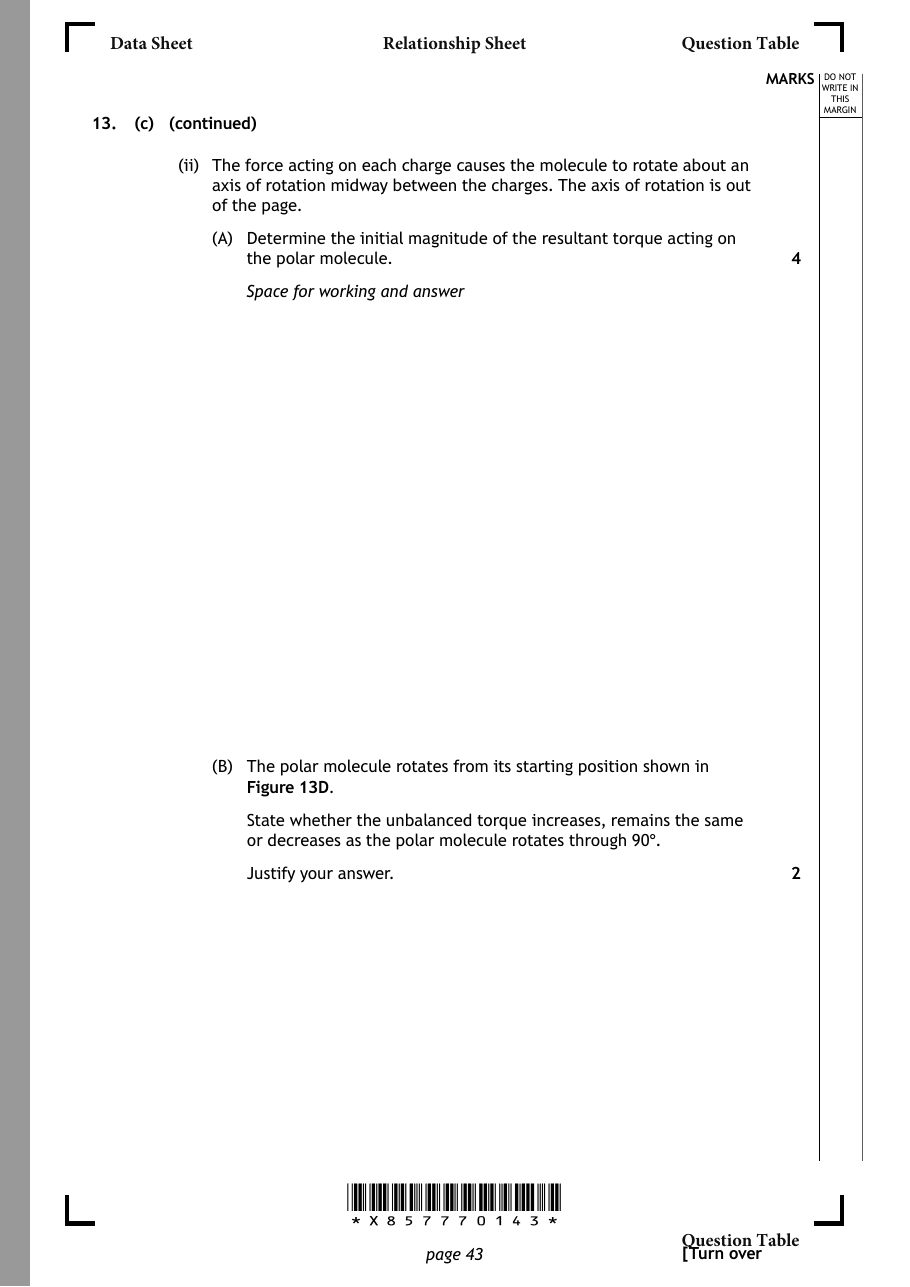 Data Sheet Relationship Sheet Question Table
MARKS
DO NOT
WRITE IN
THIS
MARGIN
13. (c) (continued)
(ii) The force acting on each charge causes the molecule to rotate about an
axis of rotation midway between the charges. The axis of rotation is out
of the page.
(A) Determine the initial magnitude of the resultant torque acting on
the polar molecule. 4
Space for working and answer
(B) The polar molecule rotates from its starting position shown in
Figure 13D.
State whether the unbalanced torque increases, remains the same
or decreases as the polar molecule rotates through 90°.
Justify your answer. 2
* X 8 5 7 7 7 0 1 4 3 *
Question Table
page 43 [Turn over